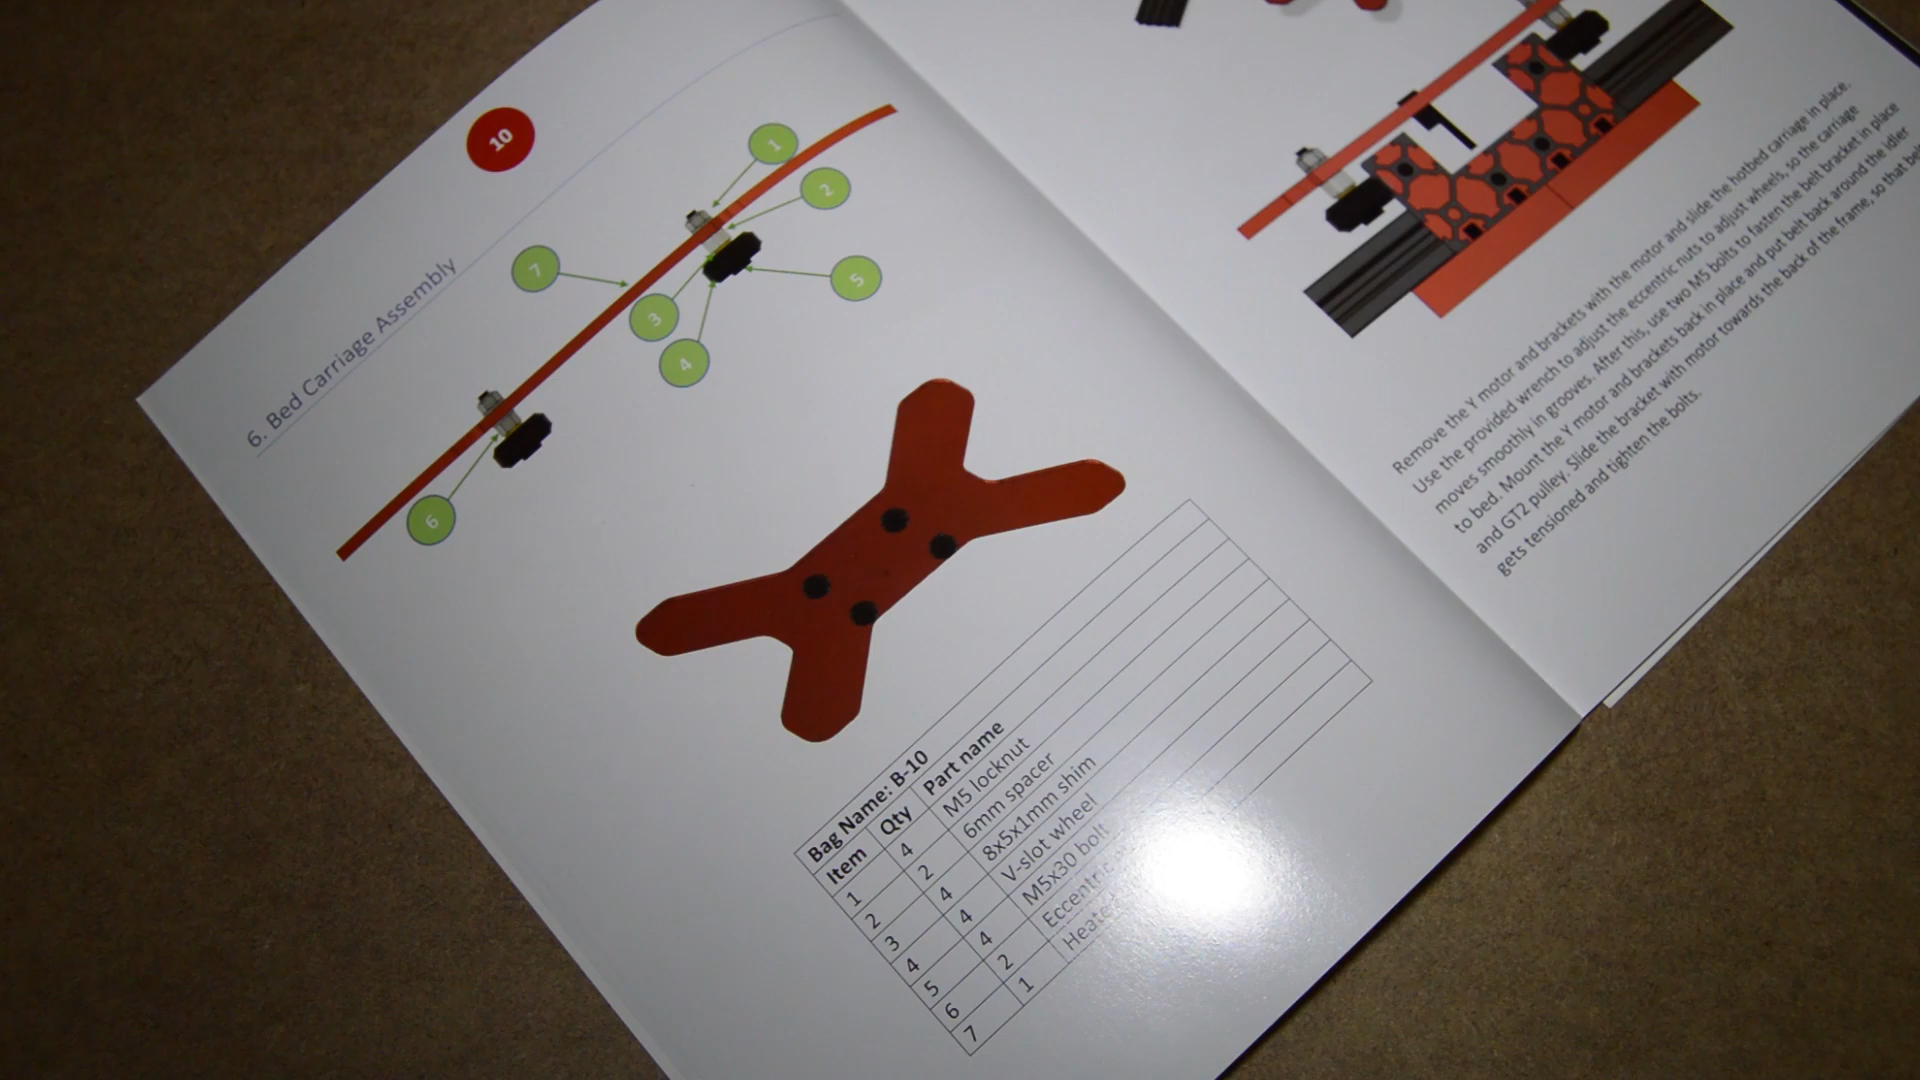 10
6. Bed Carriage Assembly
1
2
7
5
3
4
6
Bag Name: B-10
Item Qty Part name
1 4 M5 locknut
2 2 6mm spacer
3 4 8x5x1mm shim
4 4 V-slot wheel
5 4 M5x30 bolt
6 2
7 1
Remove the Y motor and brackets with the motor and slide the hotbed carriage in place.
Use the provided wrench to adjust the eccentric nuts to adjust wheels, so the carriage
moves smoothly in grooves. After this, use two M5 bolts to fasten the belt bracket in place
to bed. Mount the Y motor and brackets back in place and put belt back around the idler
and GT2 pulley. Slide the bracket with motor towards the back of the frame, so that belt
gets tensioned and tighten the bolts.